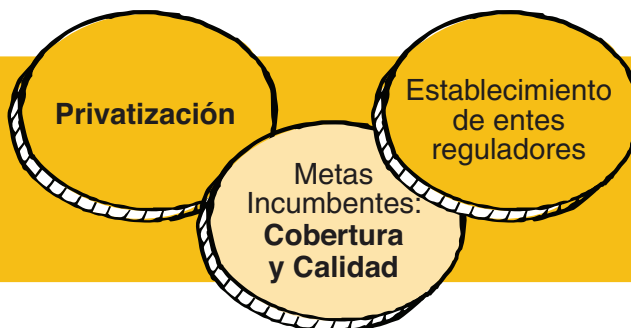 Privatización
Metas
Incumbentes:
Cobertura
y Calidad
Establecimiento
de entes
reguladores